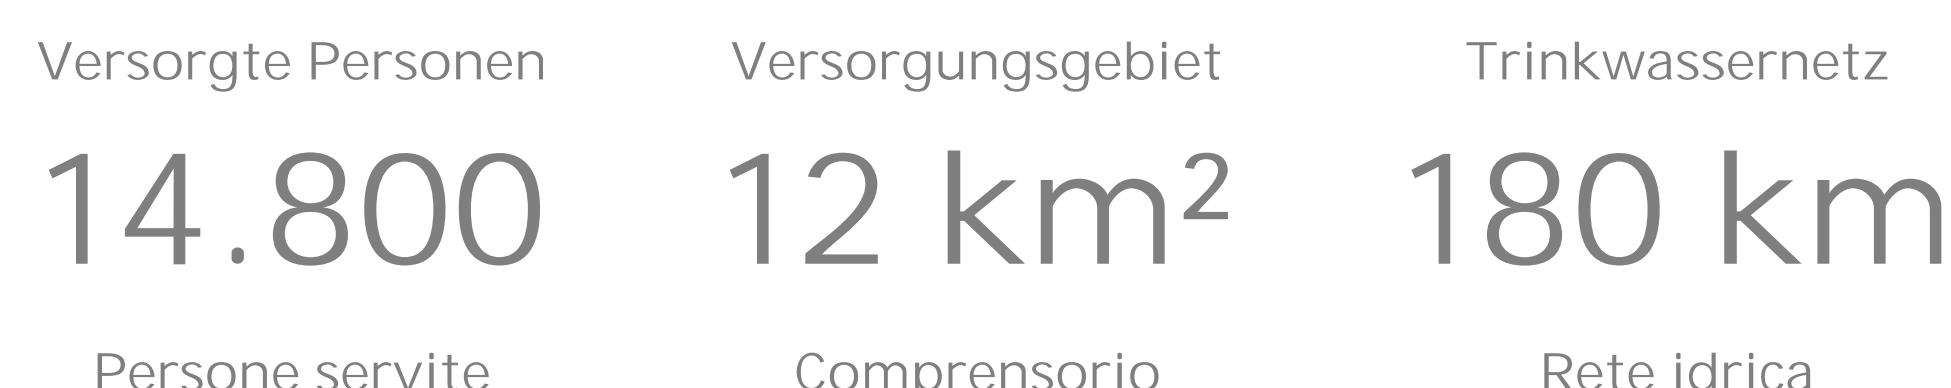 Versorgte Personen
Versorgungsgebiet
Trinkwassernetz
14.800
12 km²
180 km
Persone servite
Comprensorio
Rete idrica